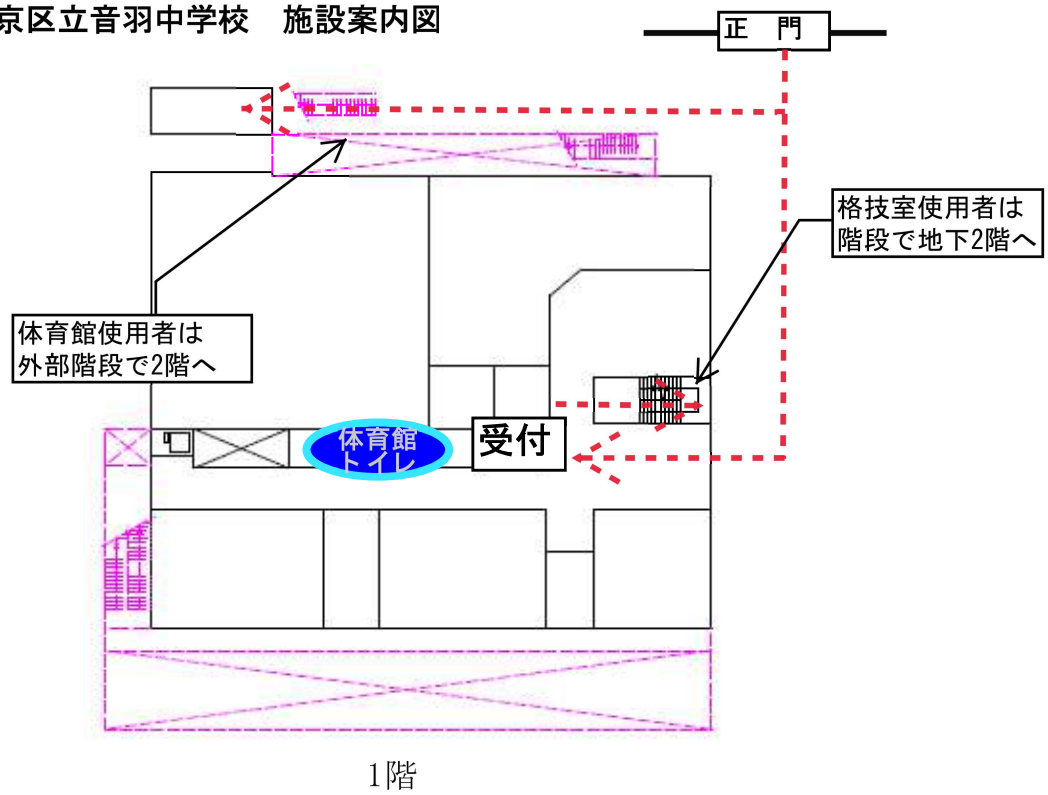 京区立音羽中学校　施設案内図
正　門
格技室使用者は
階段で地下2階へ
体育館使用者は
外部階段で2階へ
体育館
トイレ
受付
1階